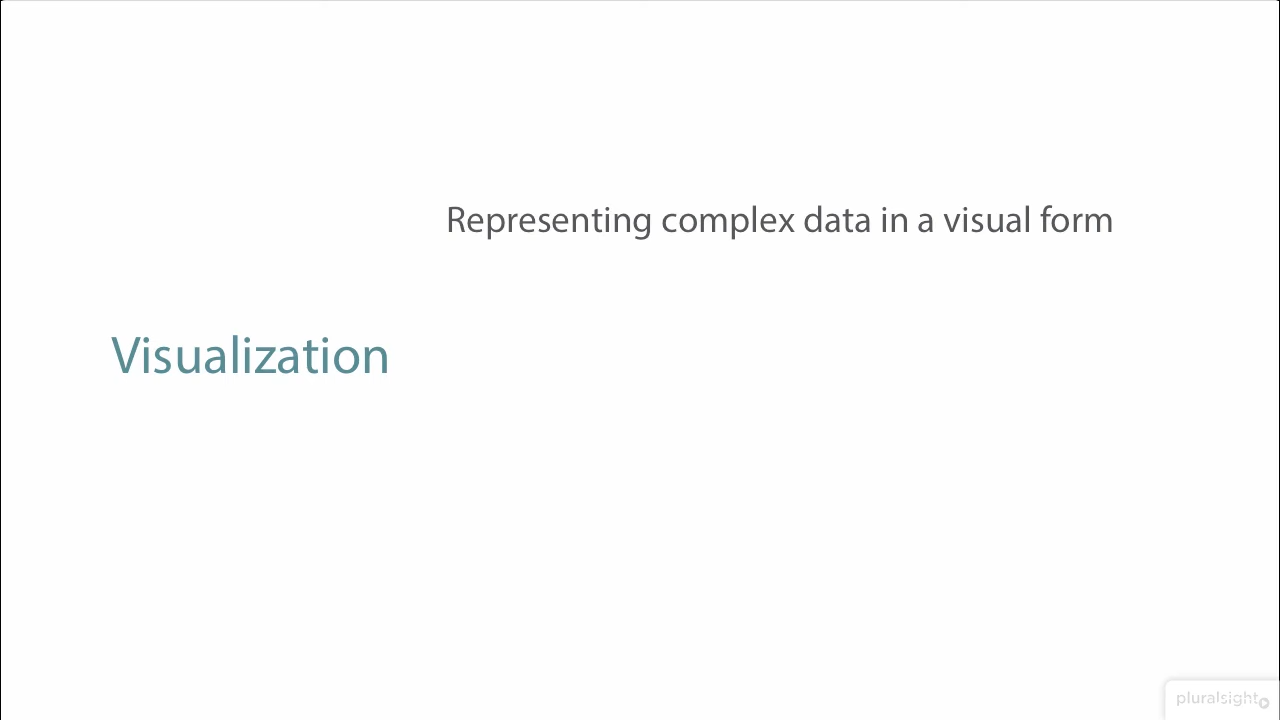 Representing complex data in a visual form
Visualization
pluralsight